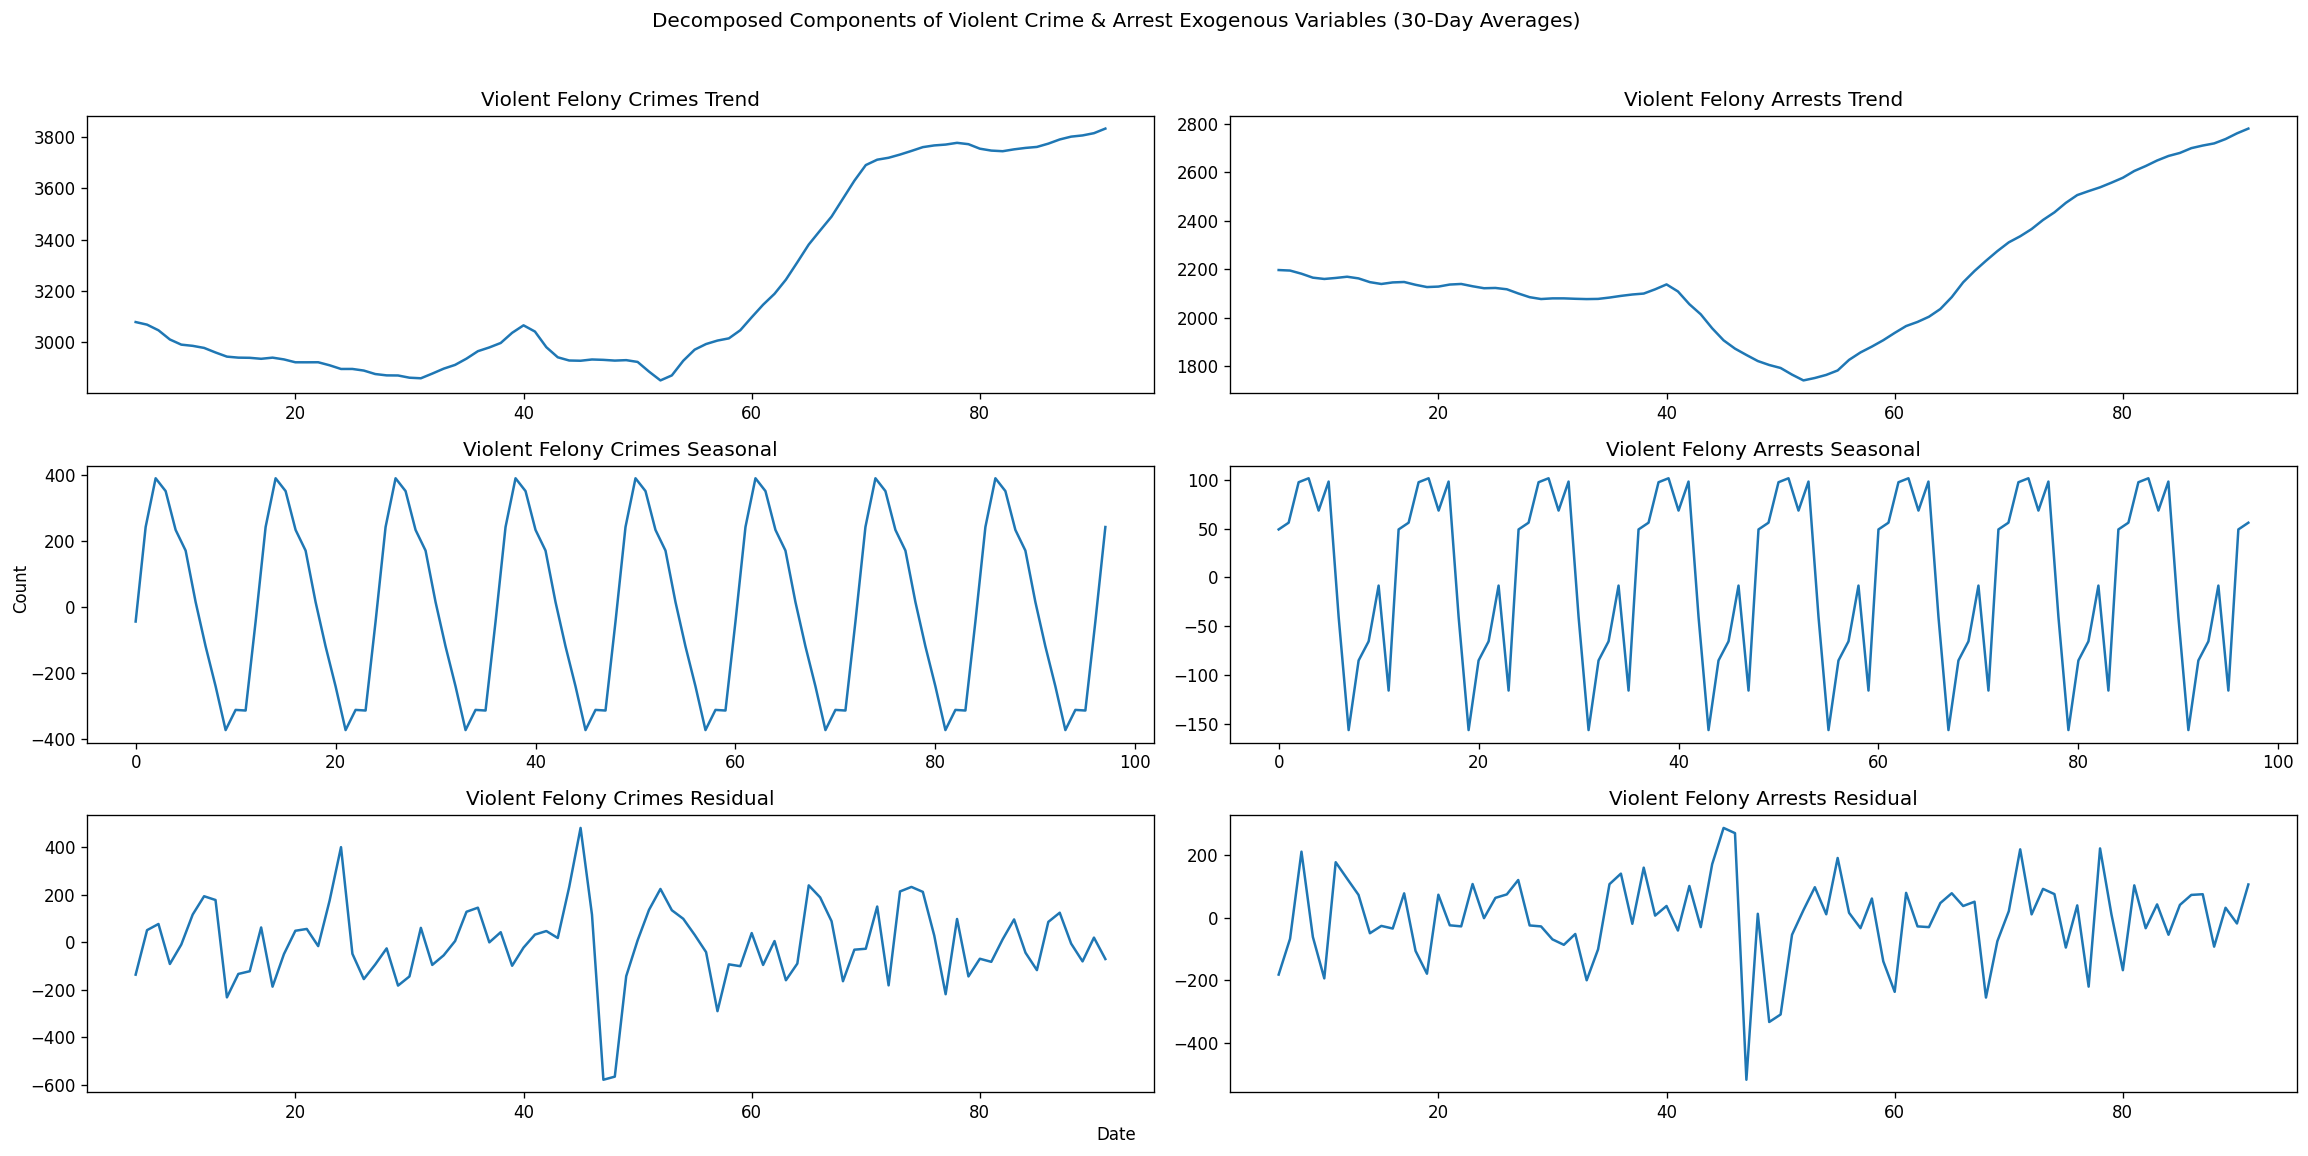 Decomposed Components of Violent Crime & Arrest Exogenous Variables (30-Day Averages)
Violent Felony Crimes Trend
3800
3600
3400
3200
3000
20 40 60 80
Violent Felony Arrests Trend
2800
2600
2400
2200
2000
1800
20 40 60 80
Violent Felony Crimes Seasonal
Count
400
200
0
−200
−400
0 20 40 60 80 100
Violent Felony Arrests Seasonal
100
50
0
−50
−100
−150
0 20 40 60 80 100
Violent Felony Crimes Residual
400
200
0
−200
−400
−600
20 40 60 80
Violent Felony Arrests Residual
200
0
−200
−400
20 40 60 80
Date